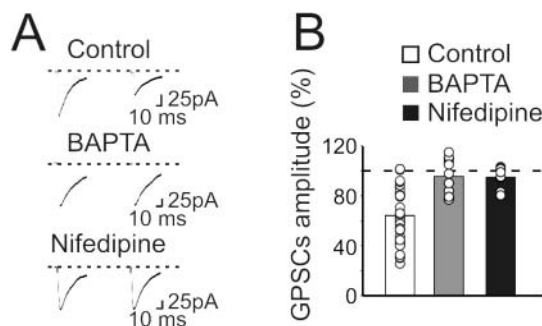 A
Control
25pA
10 ms
BAPTA
25pA
10 ms
Nifedipine
25pA
10 ms
B
Control
BAPTA
Nifedipine
GPSCs amplitude (%)
120
80
40
0